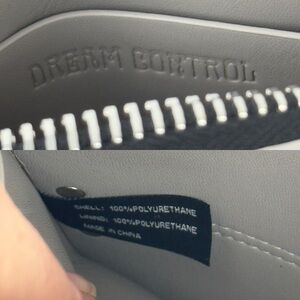 DREAM CONTROL
SHELL: 100%POLYURETHANE
LINING: 100%POLYURETHANE
MADE IN CHINA